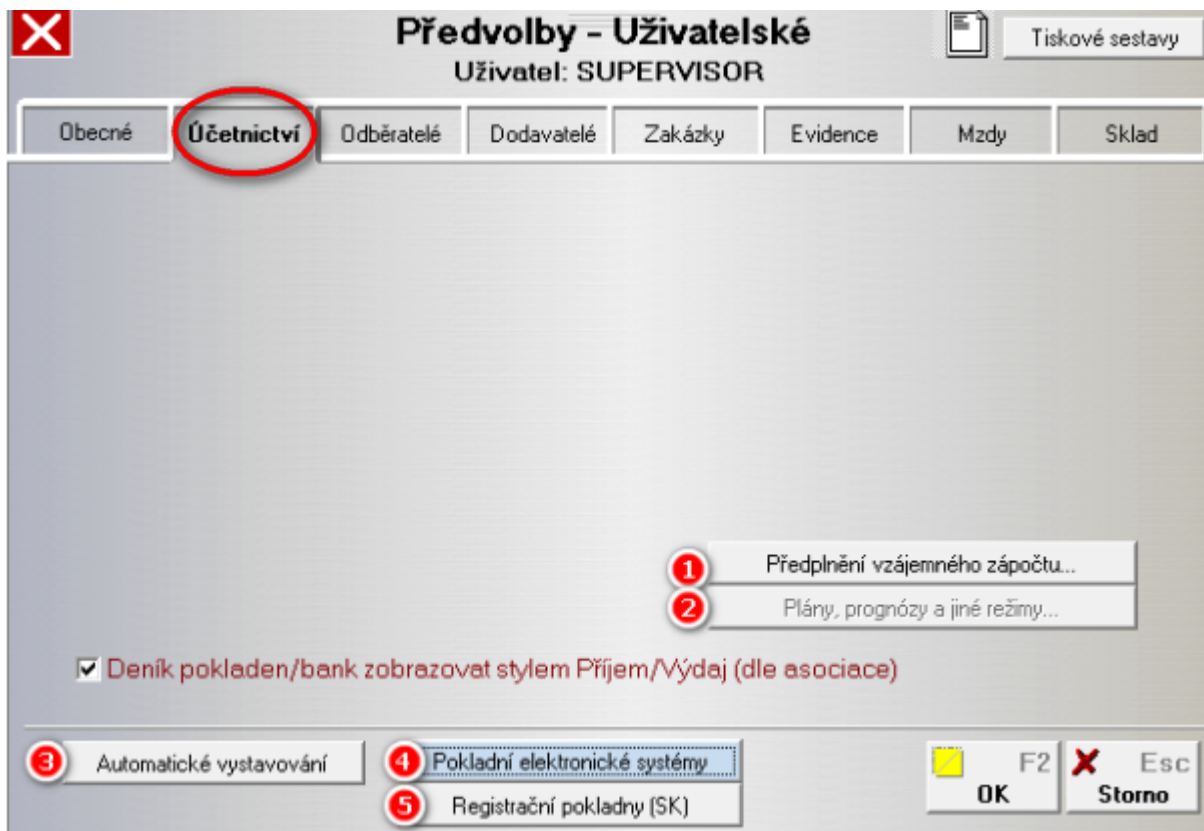 Předvolby - Uživatelské
Tiskové sestavy
Uživatel: SUPERVISOR
Obecné Účetnictví Odběratelé Dodavatelé Zakázky Evidence Mzdy Sklad
1 Předplnění vzájemného zápočtu...
2 Plány, prognózy a jiné režimy...
Deník pokladen/bank zobrazovat stylem Příjem/Výdaj (dle asociace)
3 Automatické vystavování
4 Pokladní elektronické systémy
5 Registrační pokladny (SK)
F2
OK
Esc
Storno